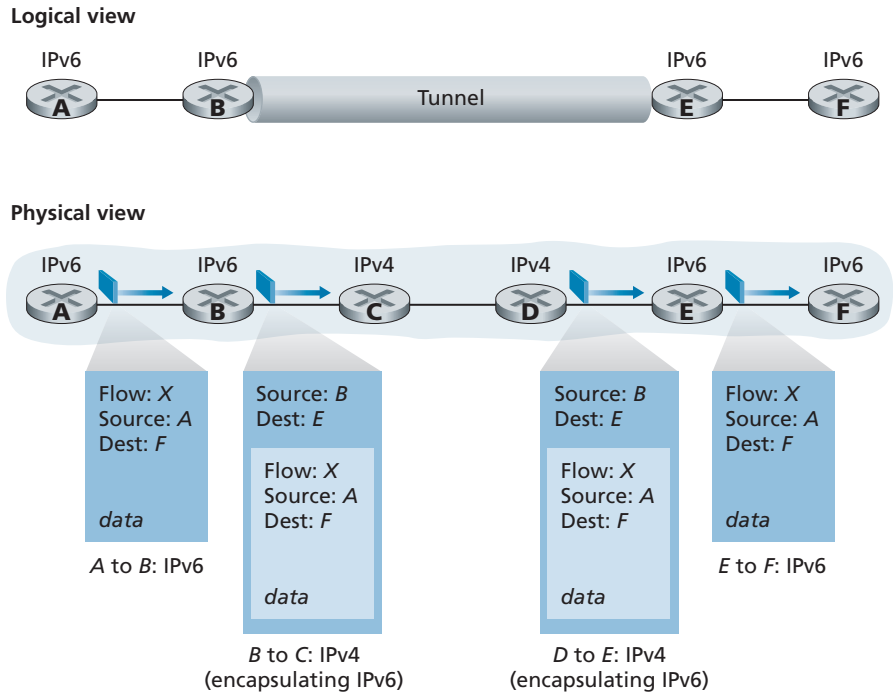 Logical view
IPv6 IPv6 IPv6 IPv6
A B Tunnel E F
Physical view
IPv6 IPv6 IPv4 IPv4 IPv6 IPv6
A B C D E F
Flow: X
Source: A
Dest: F
data
A to B: IPv6
Source: B
Dest: E
Flow: X
Source: A
Dest: F
data
B to C: IPv4
(encapsulating IPv6)
Source: B
Dest: E
Flow: X
Source: A
Dest: F
data
D to E: IPv4
(encapsulating IPv6)
Flow: X
Source: A
Dest: F
data
E to F: IPv6